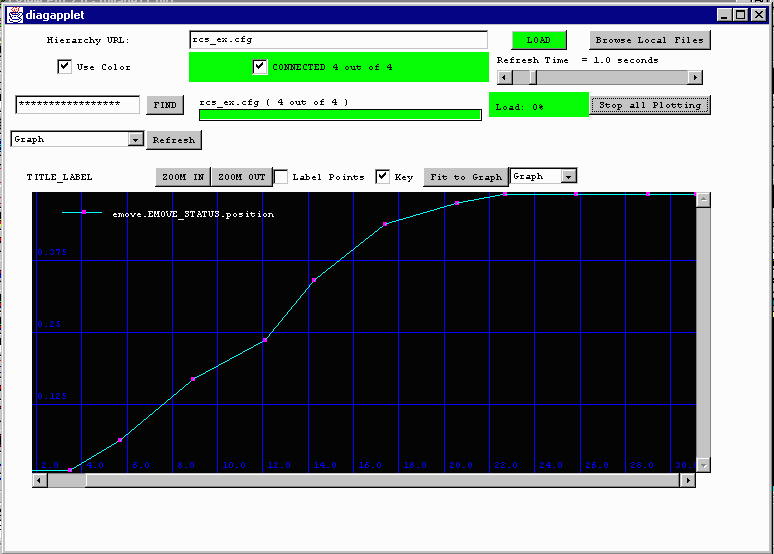 diagapplet
Hierarchy URL: rcs_ex.cfg LOAD Browse Local Files
Use Color CONNECTED 4 out of 4 Refresh Time = 1.0 seconds
***************** FIND rcs_ex.cfg ( 4 out of 4 ) Load: 0% Stop all Plotting
Graph Refresh
TITLE_LABEL ZOOM IN ZOOM OUT Label Points Key Fit to Graph Graph
emove.EMOVE_STATUS.position
0.375
0.25
0.125
2.0 4.0 6.0 8.0 10.0 12.0 14.0 16.0 18.0 20.0 22.0 24.0 26.0 28.0 30.0